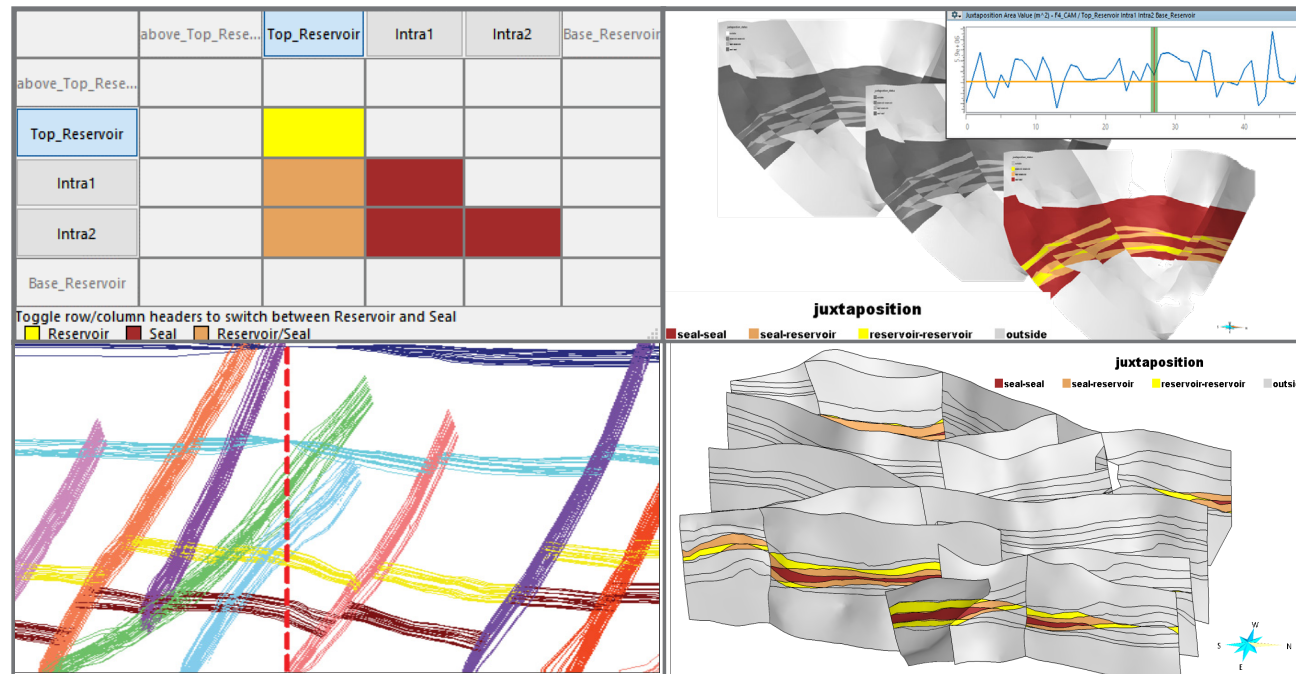 above_Top_Rese... Top_Reservoir Intra1 Intra2 Base_Reservoir
above_Top_Rese...
Top_Reservoir
Intra1
Intra2
Base_Reservoir
Toggle row/column headers to switch between Reservoir and Seal
Reservoir Seal Reservoir/Seal
Juxtaposition Area Value (m^2) - F4_CAM / Top_Reservoir Intra1 Intra2 Base_Reservoir
0 10 20 30 40
juxtaposition
seal-seal seal-reservoir reservoir-reservoir outside
juxtaposition
seal-seal seal-reservoir reservoir-reservoir outsi
W
S N
E